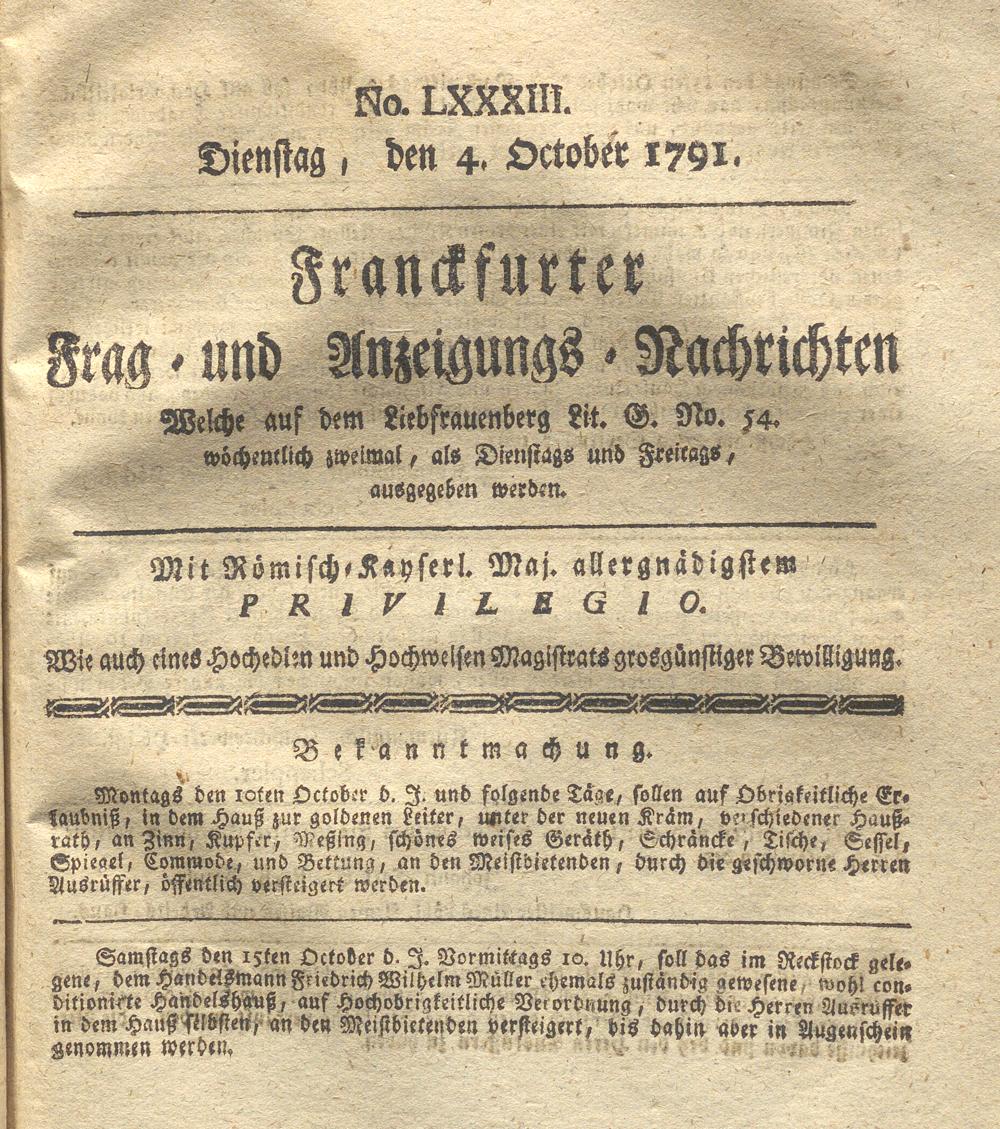 No. LXXXIII.
Dienstag, den 4. October 1791.
Franckfurter
Frag- und Anzeigungs-Nachrichten
Welche auf dem Liebfrauenberg Lit. G. No. 54.
wöchentlich zweimal, als Dienstags und Freitags,
ausgegeben werden.
Mit Römisch-Kayserl. Maj. allergnädigstem
PRIVILEGIO.
Wie auch eines Hochedlen und Hochweisen Magistrats grosgünstiger Bewilligung.
Bekanntmachung.
Montags den 10ten October d. J. und folgende Täge, sollen auf Obrigkeitliche Er-
laubniß, in dem Hauß zur goldenen Leiter, unter der neuen Kräm, verschiedener Hauß-
rath, an Zinn, Kupfer, Meßing, schönes weises Geräth, Schräncke, Tische, Sessel,
Spiegel, Commode, und Bettung, an den Meistbietenden, durch die geschworne Herren
Ausrüffer, öffentlich versteigert werden.
Samstags den 15ten October d. J. Vormittags 10. Uhr, soll das im Reckstock gele-
gene, dem Handelsmann Friedrich Wilhelm Müller ehemals zuständig gewesene, wohl con-
ditionirte Handelshauß, auf Hochobrigkeitliche Verordnung, durch die Herren Ausrüffer
in dem Hauß selbsten, an den Meistbietenden versteigert, bis dahin aber in Augenschein
genommen werden.